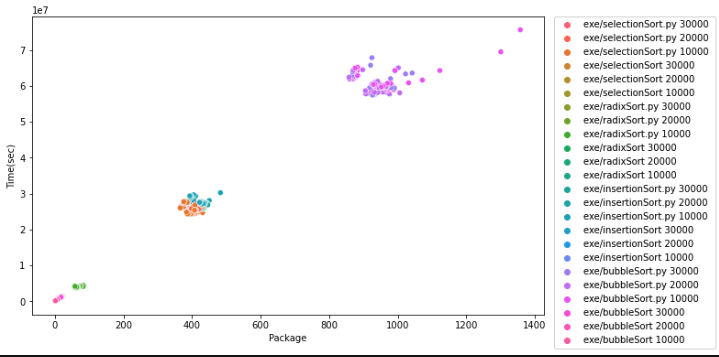 1e7
7
6
5
4
3
2
1
0
Time(sec)
0
200
400
600
800
1000
1200
1400
Package
exe/selectionSort.py 30000
exe/selectionSort.py 20000
exe/selectionSort.py 10000
exe/selectionSort 30000
exe/selectionSort 20000
exe/selectionSort 10000
exe/radixSort.py 30000
exe/radixSort.py 20000
exe/radixSort.py 10000
exe/radixSort 30000
exe/radixSort 20000
exe/radixSort 10000
exe/insertionSort.py 30000
exe/insertionSort.py 20000
exe/insertionSort.py 10000
exe/insertionSort 30000
exe/insertionSort 20000
exe/insertionSort 10000
exe/bubbleSort.py 30000
exe/bubbleSort.py 20000
exe/bubbleSort.py 10000
exe/bubbleSort 30000
exe/bubbleSort 20000
exe/bubbleSort 10000